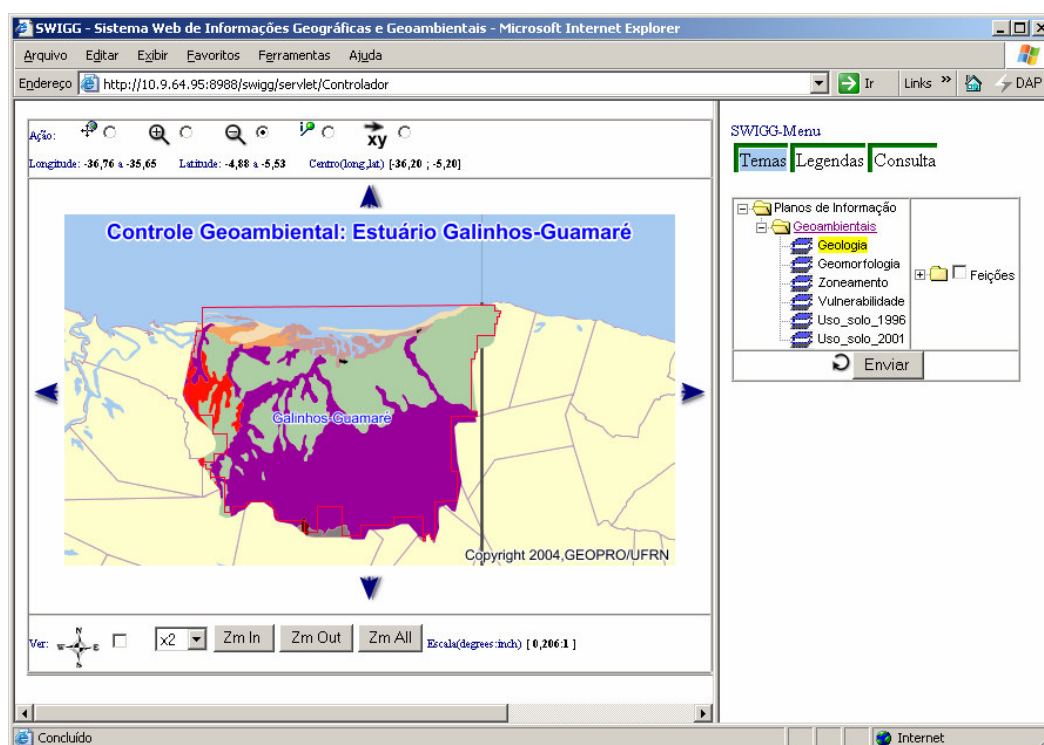 SWIGG - Sistema Web de Informações Geográficas e Geoambientais - Microsoft Internet Explorer
Arquivo Editar Exibir Favoritos Ferramentas Ajuda
Endereço http://10.9.64.95:8988/swigg/servlet/Controlador Ir Links » DAP
Ação: i xy
Longitude: -36,76 a -35,65 Latitude: -4,88 a -5,53 Centro(long,lat) [-36,20 ; -5,20]
Controle Geoambiental: Estuário Galinhos-Guamaré
Galinhos-Guamaré
Copyright 2004,GEOPRO/UFRN
Ver: N W E S x2 Zm In Zm Out Zm All Escala(degrees:inch) [ 0,206:1 ]
SWIGG-Menu
Temas Legendas Consulta
Planos de Informação
Geoambientais
Geologia
Geomorfologia
Zoneamento
Vulnerabilidade
Uso_solo_1996
Uso_solo_2001
Feições
Enviar
Concluído Internet